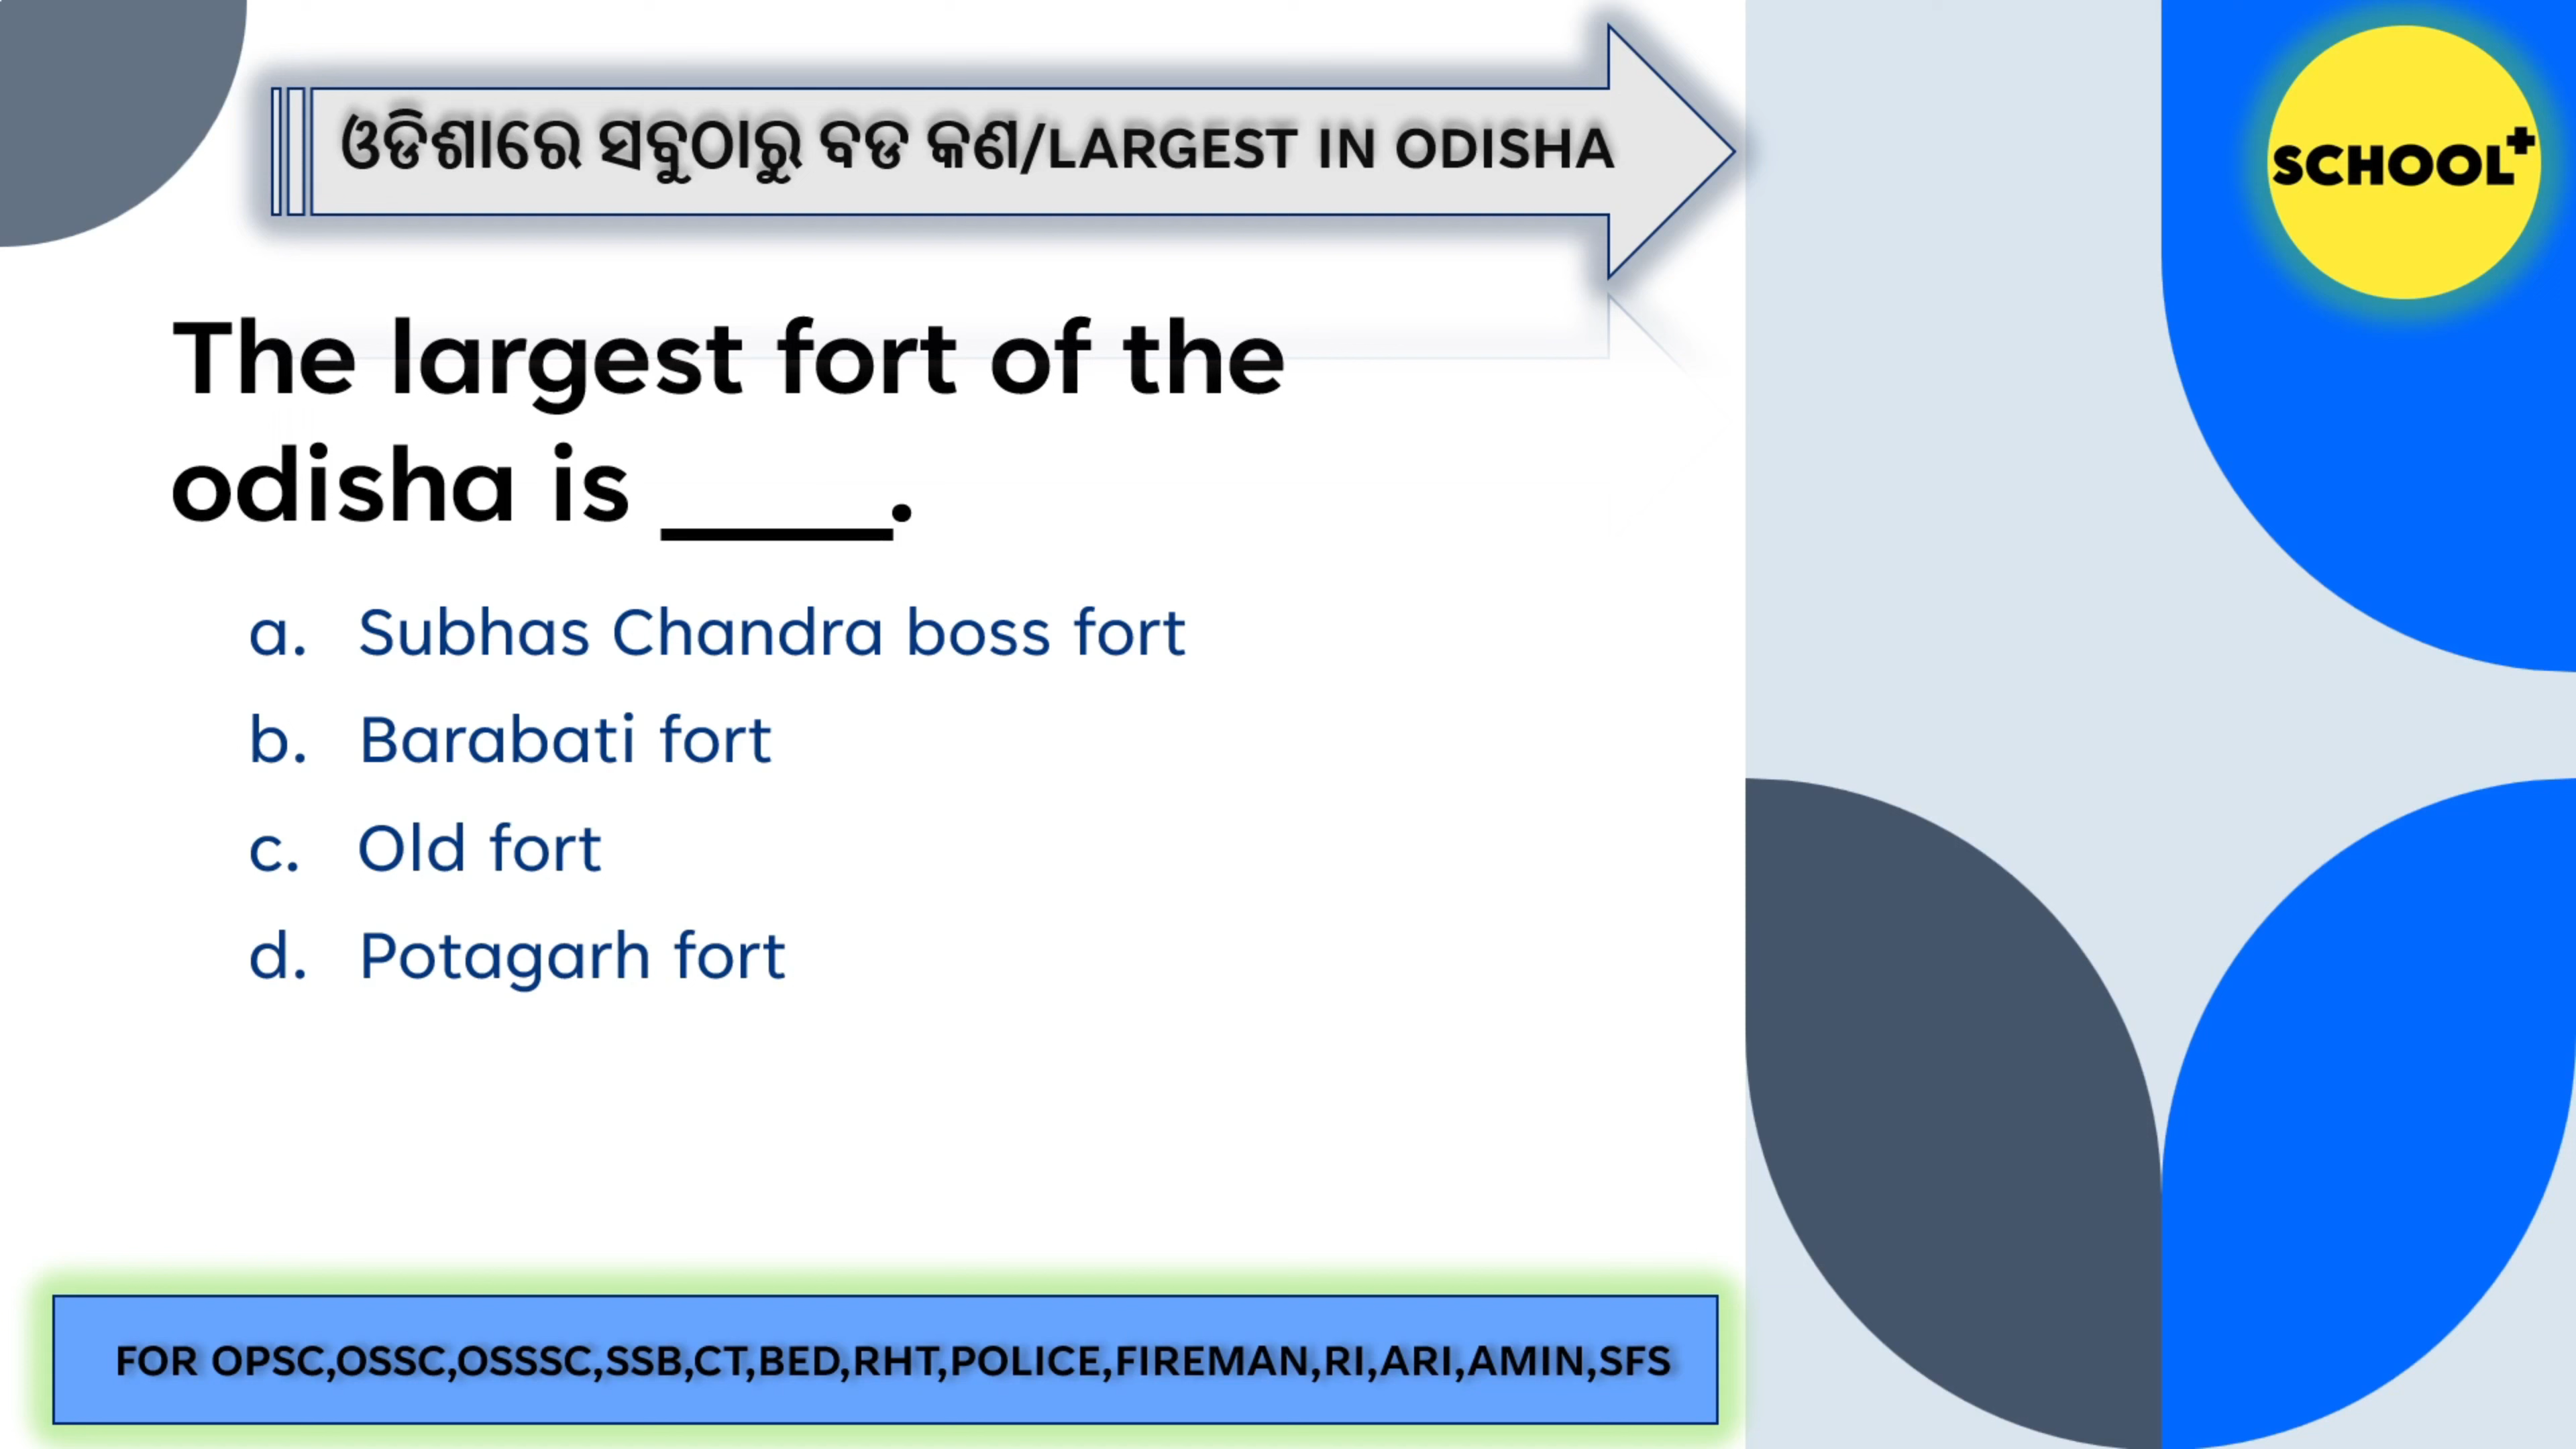 ଓଡିଶାରେ ସବୁଠାରୁ ବଡ କଣ/LARGEST IN ODISHA
SCHOOL+
The largest fort of the
odisha is ____.
a. Subhas Chandra boss fort
b. Barabati fort
c. Old fort
d. Potagarh fort
FOR OPSC,OSSC,OSSSC,SSB,CT,BED,RHT,POLICE,FIREMAN,RI,ARI,AMIN,SFS